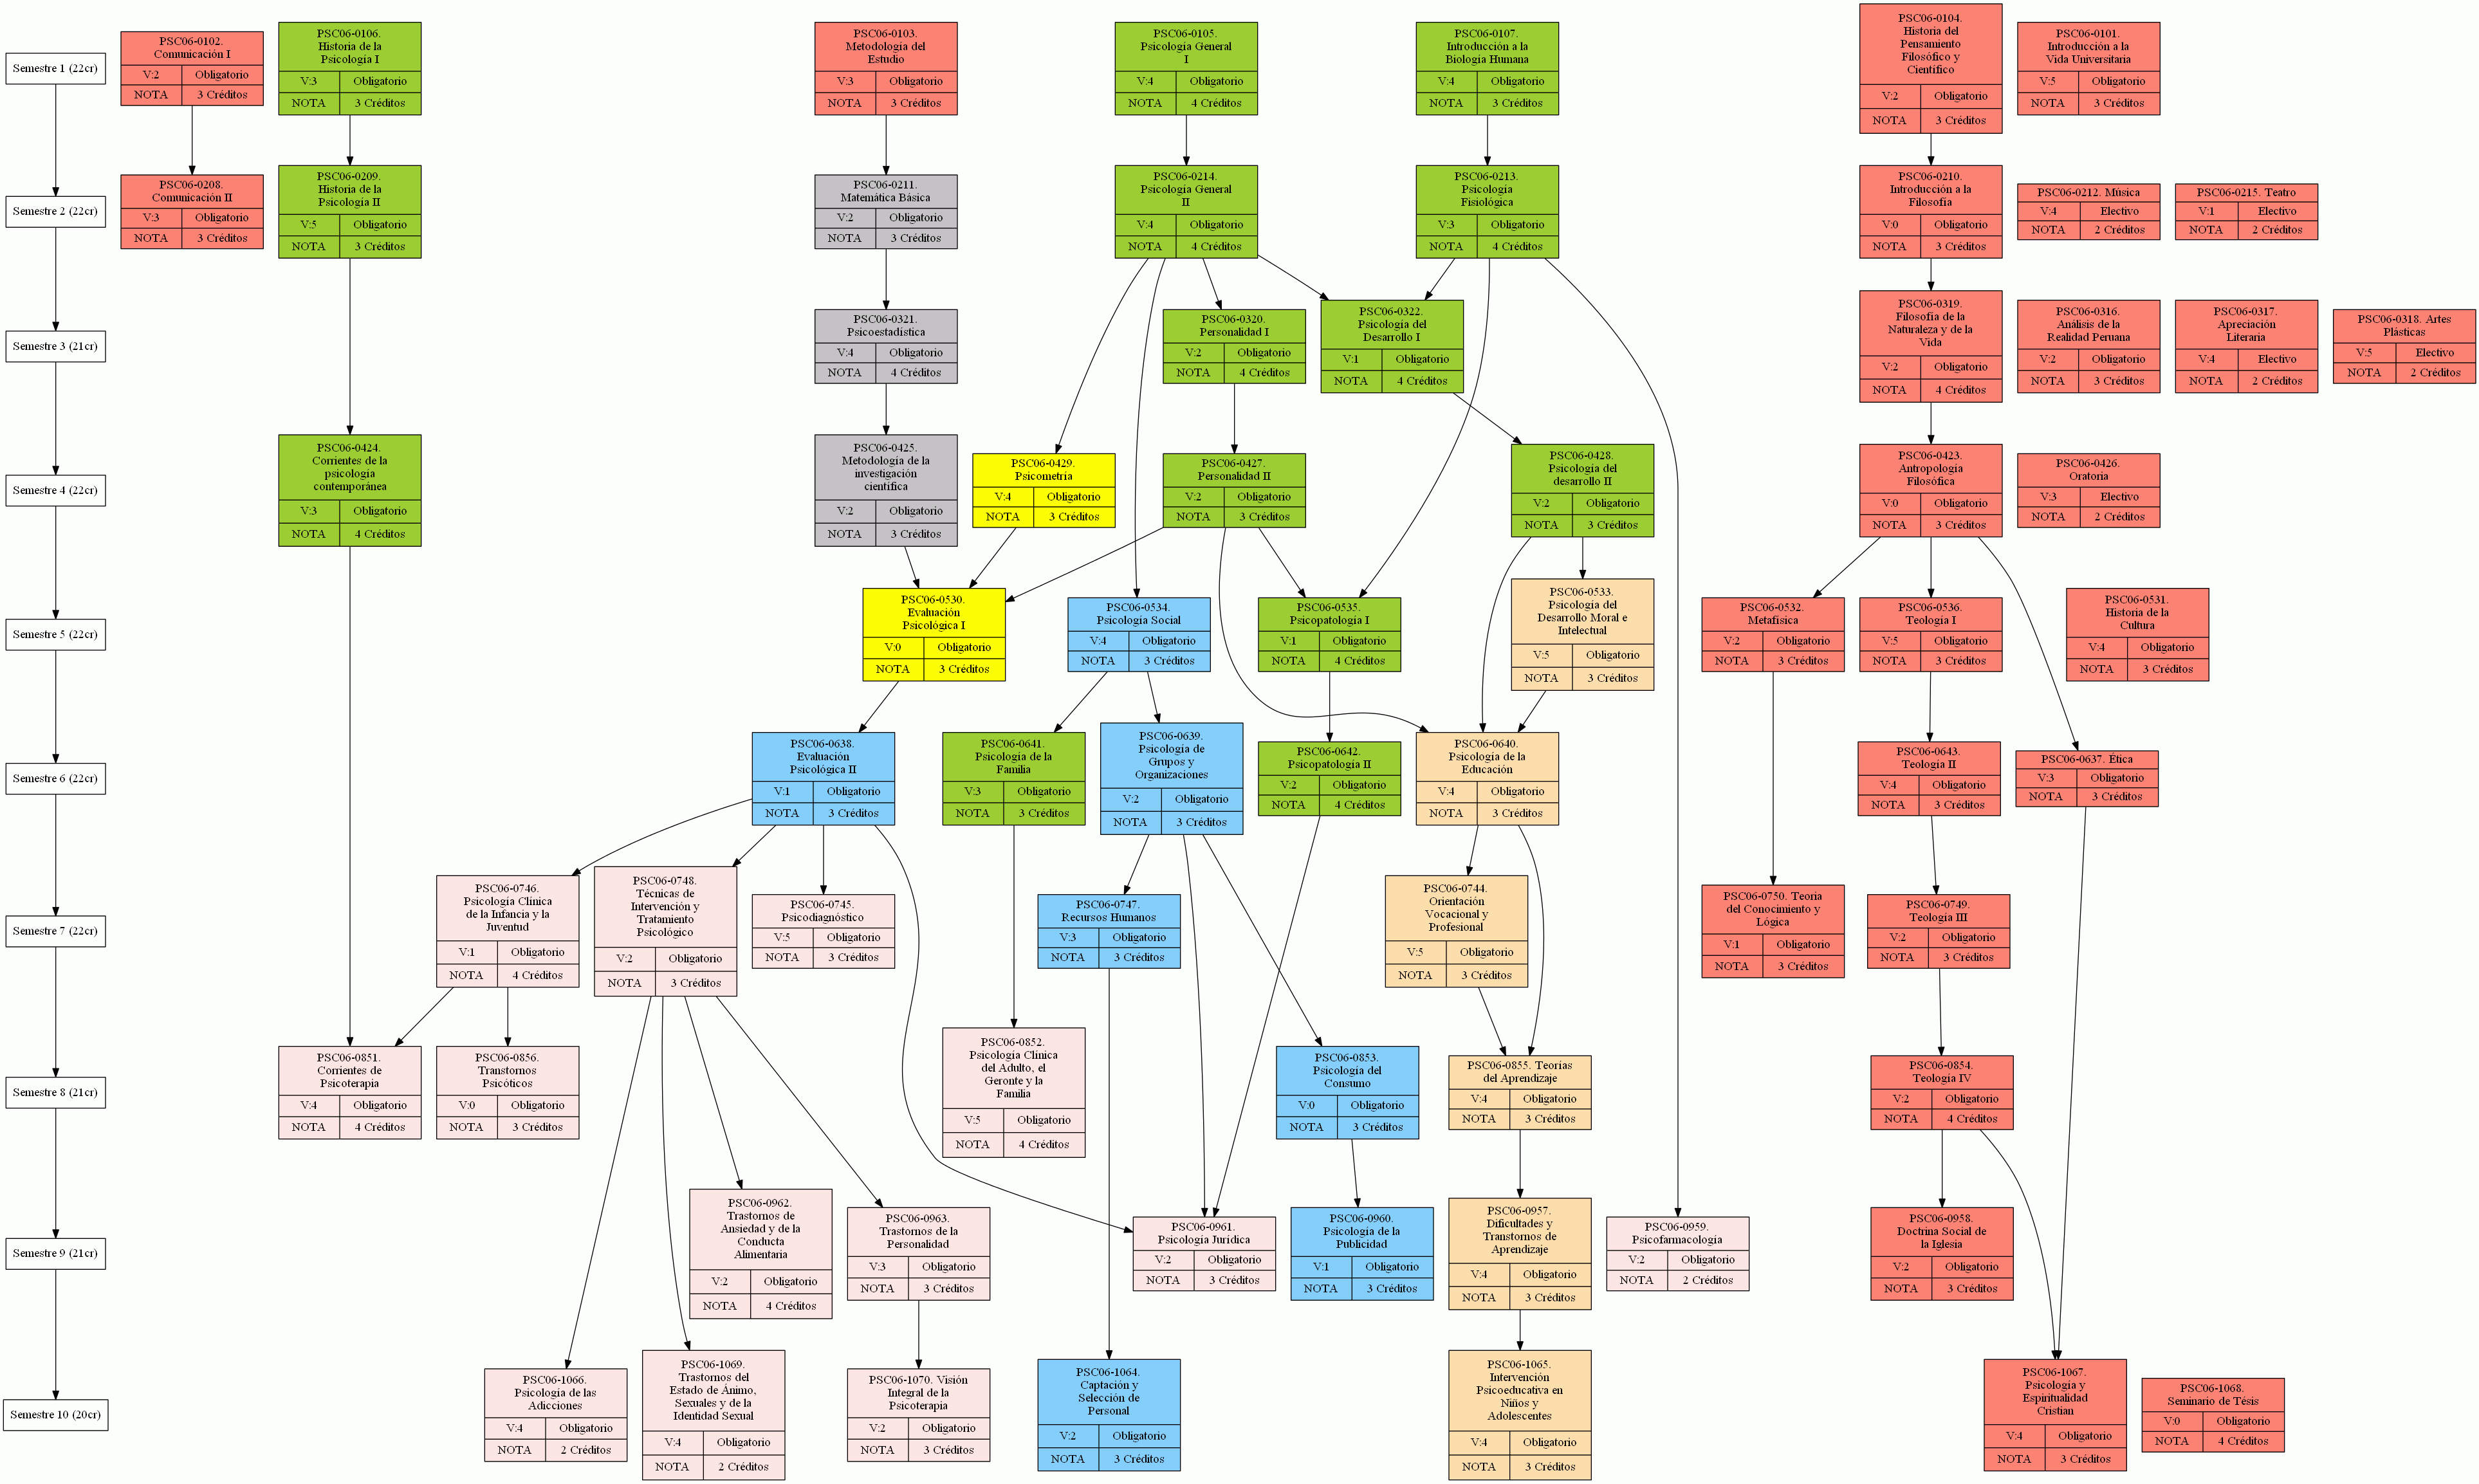 Semestre 1 (22cr)
PSC06-0102.
Comunicación I
V:2 Obligatorio
NOTA 3 Créditos
PSC06-0106.
Historia de la
Psicología I
V:3 Obligatorio
NOTA 3 Créditos
PSC06-0103.
Metodología del
Estudio
V:3 Obligatorio
NOTA 3 Créditos
PSC06-0105.
Psicología General
I
V:4 Obligatorio
NOTA 4 Créditos
PSC06-0107.
Introducción a la
Biología Humana
V:4 Obligatorio
NOTA 3 Créditos
PSC06-0104.
Historia del
Pensamiento
Filosófico y
Científico
V:2 Obligatorio
NOTA 3 Créditos
PSC06-0101.
Introducción a la
Vida Universitaria
V:5 Obligatorio
NOTA 3 Créditos
Semestre 2 (22cr)
PSC06-0208.
Comunicación II
V:3 Obligatorio
NOTA 3 Créditos
PSC06-0209.
Historia de la
Psicología II
V:5 Obligatorio
NOTA 3 Créditos
PSC06-0211.
Matemática Básica
V:2 Obligatorio
NOTA 3 Créditos
PSC06-0214.
Psicología General
II
V:4 Obligatorio
NOTA 4 Créditos
PSC06-0213.
Psicología
Fisiológica
V:3 Obligatorio
NOTA 4 Créditos
PSC06-0210.
Introducción a la
Filosofía
V:0 Obligatorio
NOTA 3 Créditos
PSC06-0212. Música
V:4 Electivo
NOTA 2 Créditos
PSC06-0215. Teatro
V:1 Electivo
NOTA 2 Créditos
Semestre 3 (21cr)
PSC06-0321.
Psicoestadística
V:4 Obligatorio
NOTA 4 Créditos
PSC06-0320.
Personalidad I
V:2 Obligatorio
NOTA 4 Créditos
PSC06-0322.
Psicología del
Desarrollo I
V:1 Obligatorio
NOTA 4 Créditos
PSC06-0319.
Filosofía de la
Naturaleza y de la
Vida
V:2 Obligatorio
NOTA 4 Créditos
PSC06-0316.
Análisis de la
Realidad Peruana
V:2 Obligatorio
NOTA 3 Créditos
PSC06-0317.
Apreciación
Literaria
V:4 Electivo
NOTA 2 Créditos
PSC06-0318. Artes
Plásticas
V:5 Electivo
NOTA 2 Créditos
Semestre 4 (22cr)
PSC06-0424.
Corrientes de la
psicología
contemporánea
V:3 Obligatorio
NOTA 4 Créditos
PSC06-0425.
Metodología de la
investigación
científica
V:2 Obligatorio
NOTA 3 Créditos
PSC06-0429.
Psicometría
V:4 Obligatorio
NOTA 3 Créditos
PSC06-0427.
Personalidad II
V:2 Obligatorio
NOTA 3 Créditos
PSC06-0428.
Psicología del
desarrollo II
V:2 Obligatorio
NOTA 3 Créditos
PSC06-0423.
Antropología
Filosófica
V:0 Obligatorio
NOTA 3 Créditos
PSC06-0426.
Oratoria
V:3 Electivo
NOTA 2 Créditos
Semestre 5 (22cr)
PSC06-0530.
Evaluación
Psicológica I
V:0 Obligatorio
NOTA 3 Créditos
PSC06-0534.
Psicología Social
V:4 Obligatorio
NOTA 3 Créditos
PSC06-0535.
Psicopatología I
V:1 Obligatorio
NOTA 4 Créditos
PSC06-0533.
Psicología del
Desarrollo Moral e
Intelectual
V:5 Obligatorio
NOTA 3 Créditos
PSC06-0532.
Metafísica
V:2 Obligatorio
NOTA 3 Créditos
PSC06-0536.
Teología I
V:5 Obligatorio
NOTA 3 Créditos
PSC06-0531.
Historia de la
Cultura
V:4 Obligatorio
NOTA 3 Créditos
Semestre 6 (22cr)
PSC06-0638.
Evaluación
Psicológica II
V:1 Obligatorio
NOTA 3 Créditos
PSC06-0641.
Psicología de la
Familia
V:3 Obligatorio
NOTA 3 Créditos
PSC06-0639.
Psicología de
Grupos y
Organizaciones
V:2 Obligatorio
NOTA 3 Créditos
PSC06-0642.
Psicopatología II
V:2 Obligatorio
NOTA 4 Créditos
PSC06-0640.
Psicología de la
Educación
V:4 Obligatorio
NOTA 3 Créditos
PSC06-0643.
Teología II
V:4 Obligatorio
NOTA 3 Créditos
PSC06-0637. Ética
V:3 Obligatorio
NOTA 3 Créditos
Semestre 7 (22cr)
PSC06-0746.
Psicología Clínica
de la Infancia y la
Juventud
V:1 Obligatorio
NOTA 4 Créditos
PSC06-0748.
Técnicas de
Intervención y
Tratamiento
Psicológico
V:2 Obligatorio
NOTA 3 Créditos
PSC06-0745.
Psicodiagnóstico
V:5 Obligatorio
NOTA 3 Créditos
PSC06-0747.
Recursos Humanos
V:3 Obligatorio
NOTA 3 Créditos
PSC06-0744.
Orientación
Vocacional y
Profesional
V:5 Obligatorio
NOTA 3 Créditos
PSC06-0750. Teoría
del Conocimiento y
Lógica
V:1 Obligatorio
NOTA 3 Créditos
PSC06-0749.
Teología III
V:2 Obligatorio
NOTA 3 Créditos
Semestre 8 (21cr)
PSC06-0851.
Corrientes de
Psicoterapia
V:4 Obligatorio
NOTA 4 Créditos
PSC06-0856.
Transtornos
Psicóticos
V:0 Obligatorio
NOTA 3 Créditos
PSC06-0852.
Psicología Clínica
del Adulto, el
Geronte y la
Familia
V:5 Obligatorio
NOTA 4 Créditos
PSC06-0853.
Psicología del
Consumo
V:0 Obligatorio
NOTA 3 Créditos
PSC06-0855. Teorías
del Aprendizaje
V:4 Obligatorio
NOTA 3 Créditos
PSC06-0854.
Teología IV
V:2 Obligatorio
NOTA 4 Créditos
Semestre 9 (21cr)
PSC06-0962.
Trastornos de
Ansiedad y de la
Conducta
Alimentaria
V:2 Obligatorio
NOTA 4 Créditos
PSC06-0963.
Trastornos de la
Personalidad
V:3 Obligatorio
NOTA 3 Créditos
PSC06-0961.
Psicología Jurídica
V:2 Obligatorio
NOTA 3 Créditos
PSC06-0960.
Psicología de la
Publicidad
V:1 Obligatorio
NOTA 3 Créditos
PSC06-0957.
Dificultades y
Transtornos de
Aprendizaje
V:4 Obligatorio
NOTA 3 Créditos
PSC06-0959.
Psicofarmacología
V:2 Obligatorio
NOTA 2 Créditos
PSC06-0958.
Doctrina Social de
la Iglesia
V:2 Obligatorio
NOTA 3 Créditos
Semestre 10 (20cr)
PSC06-1066.
Psicología de las
Adicciones
V:4 Obligatorio
NOTA 2 Créditos
PSC06-1069.
Trastornos del
Estado de Ánimo,
Sexuales y de la
Identidad Sexual
V:4 Obligatorio
NOTA 2 Créditos
PSC06-1070. Visión
Integral de la
Psicoterapia
V:2 Obligatorio
NOTA 3 Créditos
PSC06-1064.
Captación y
Selección de
Personal
V:2 Obligatorio
NOTA 3 Créditos
PSC06-1065.
Intervención
Psicoeducativa en
Niños y
Adolescentes
V:4 Obligatorio
NOTA 3 Créditos
PSC06-1067.
Psicología y
Espiritualidad
Cristian
V:4 Obligatorio
NOTA 3 Créditos
PSC06-1068.
Seminario de Tésis
V:0 Obligatorio
NOTA 4 Créditos